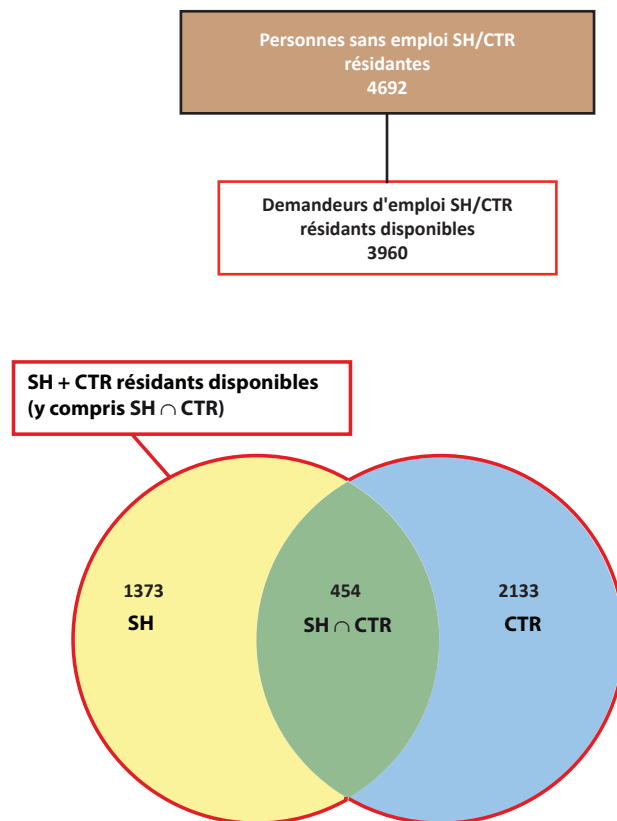 Personnes sans emploi SH/CTR
résidantes
4692
Demandeurs d'emploi SH/CTR
résidants disponibles
3960
SH + CTR résidants disponibles
(y compris SH ∩ CTR)
1373
SH
454
SH ∩ CTR
2133
CTR